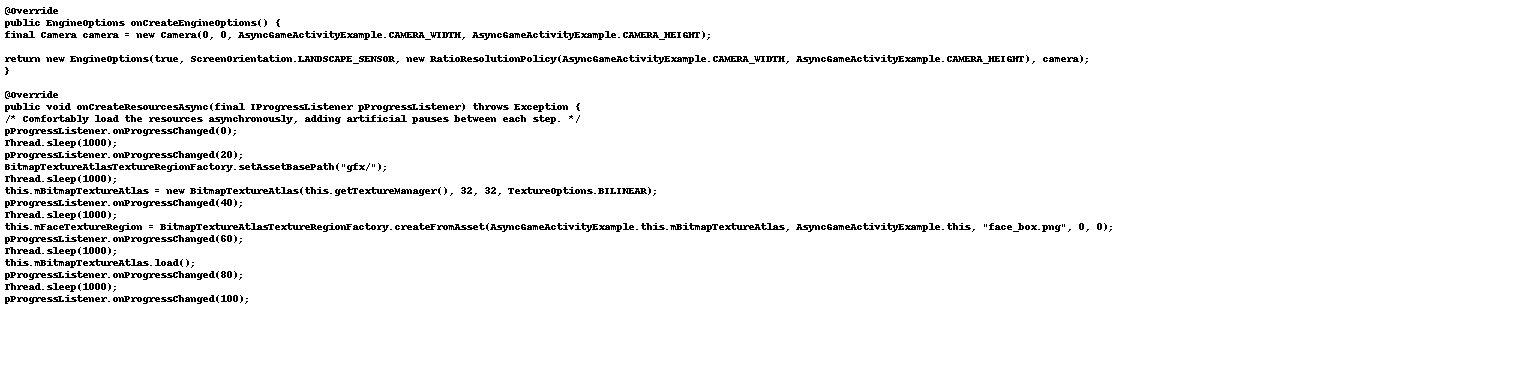 @Override
public EngineOptions onCreateEngineOptions() {
final Camera camera = new Camera(0, 0, AsyncGameActivityExample.CAMERA_WIDTH, AsyncGameActivityExample.CAMERA_HEIGHT);

return new EngineOptions(true, ScreenOrientation.LANDSCAPE_SENSOR, new RatioResolutionPolicy(AsyncGameActivityExample.CAMERA_WIDTH, AsyncGameActivityExample.CAMERA_HEIGHT), camera);
}

@Override
public void onCreateResourcesAsync(final IProgressListener pProgressListener) throws Exception {
/* Comfortably load the resources asynchronously, adding artificial pauses between each step. */
pProgressListener.onProgressChanged(0);
Thread.sleep(1000);
pProgressListener.onProgressChanged(20);
BitmapTextureAtlasTextureRegionFactory.setAssetBasePath("gfx/");
Thread.sleep(1000);
this.mBitmapTextureAtlas = new BitmapTextureAtlas(this.getTextureManager(), 32, 32, TextureOptions.BILINEAR);
pProgressListener.onProgressChanged(40);
Thread.sleep(1000);
this.mFaceTextureRegion = BitmapTextureAtlasTextureRegionFactory.createFromAsset(AsyncGameActivityExample.this.mBitmapTextureAtlas, AsyncGameActivityExample.this, "face_box.png", 0, 0);
pProgressListener.onProgressChanged(60);
Thread.sleep(1000);
this.mBitmapTextureAtlas.load();
pProgressListener.onProgressChanged(80);
Thread.sleep(1000);
pProgressListener.onProgressChanged(100);